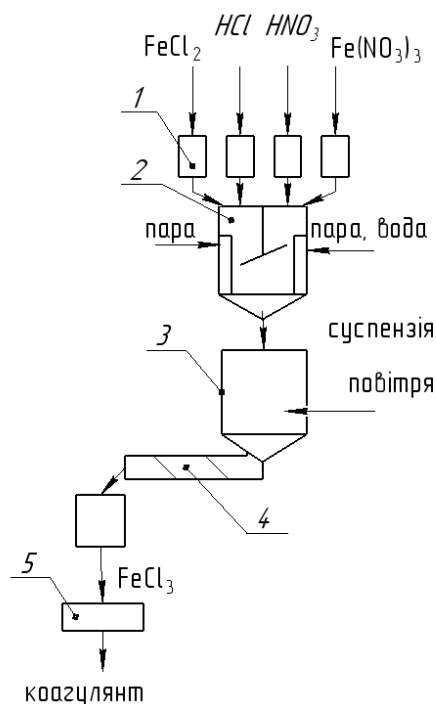 FeCl₂
HCl
HNO₃
Fe(NO₃)₃
1
2
пара
пара, вода
суспензія
3
повітря
4
5
FeCl₃
коагулянт